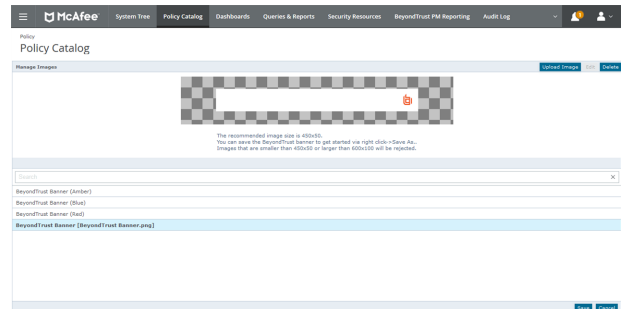 McAfee System Tree Policy Catalog Dashboards Queries & Reports Security Resources BeyondTrust PM Reporting Audit Log
Policy
Policy Catalog
Manage Images Upload Image Edit Delete
The recommended image size is 450x50.
You can save the BeyondTrust banner to get started via right click->Save As..
Images that are smaller than 450x50 or larger than 600x100 will be rejected.
Search
BeyondTrust Banner (Amber)
BeyondTrust Banner (Blue)
BeyondTrust Banner (Red)
BeyondTrust Banner [BeyondTrust Banner.png]
Save Cancel